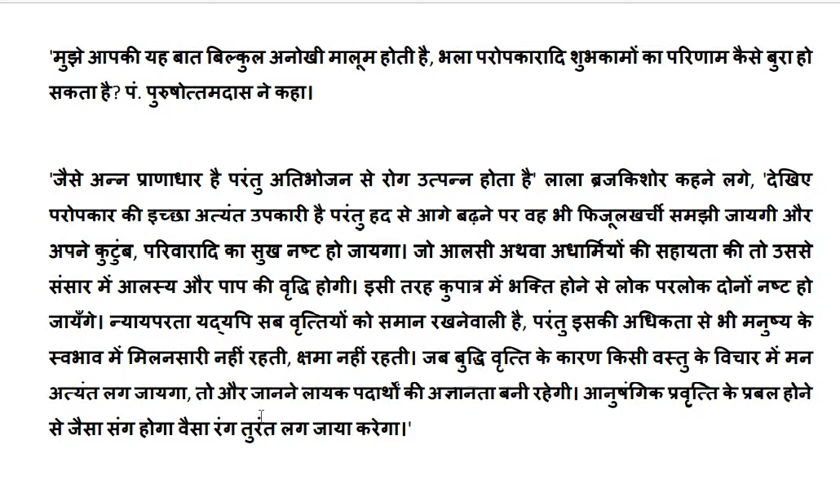 'मुझे आपकी यह बात बिल्कुल अनोखी मालूम होती है, भला परोपकारादि शुभकामों का परिणाम कैसे बुरा हो
सकता है? पं. पुरुषोत्तमदास ने कहा।
'जैसे अन्न प्राणाधार है परंतु अतिभोजन से रोग उत्पन्न होता है' लाला ब्रजकिशोर कहने लगे, 'देखिए
परोपकार की इच्छा अत्यंत उपकारी है परंतु हद से आगे बढ़ने पर वह भी फिजूलखर्ची समझी जायगी और
अपने कुटुंब, परिवारादि का सुख नष्ट हो जायगा। जो आलसी अथवा अधार्मियों की सहायता की तो उससे
संसार में आलस्य और पाप की वृद्धि होगी। इसी तरह कुपात्र में भक्ति होने से लोक परलोक दोनों नष्ट हो
जायँगे। न्यायपरता यद्यपि सब वृत्तियों को समान रखनेवाली है, परंतु इसकी अधिकता से भी मनुष्य के
स्वभाव में मिलनसारी नहीं रहती, क्षमा नहीं रहती। जब बुद्धि वृत्ति के कारण किसी वस्तु के विचार में मन
अत्यंत लग जायगा, तो और जानने लायक पदार्थों की अज्ञानता बनी रहेगी। आनुषंगिक प्रवृत्ति के प्रबल होने
से जैसा संग होगा वैसा रंग तुरंत लग जाया करेगा।'